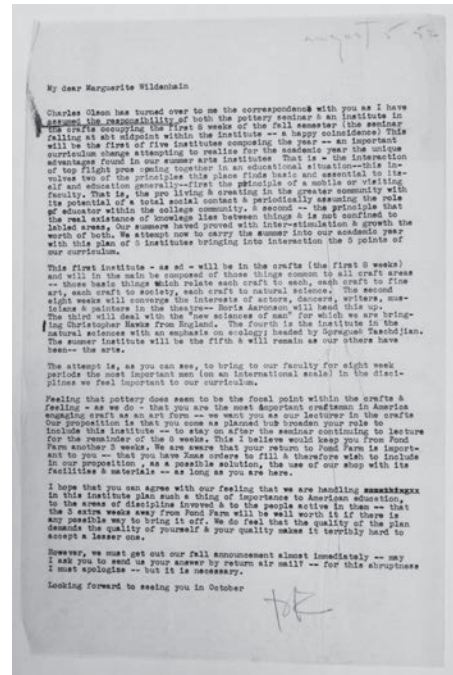 august 5 52
My dear Marguerite Wildenhain
Charles Olson has turned over to me the correspondence with you as I have
assumed the responsibility of both the pottery seminar & an institute in
the crafts occupying the first 8 weeks of the fall semester (the seminar
falling at abt midpoint within the institute -- a happy coincidence) This
will be the first of five institutes composing the year -- an important
curriculum change attempting to realize for the academic year the unique
advantages found in our summer arts institutes That is - the interaction
of top flight pros coming together in an educational situation--this in-
volves two of the principles this place finds basic and essential to its-
elf and education generally--first the principle of a mobile or visiting
faculty. That is, the pro living & creating in the greater community with
its potential of a total social contact & periodically assuming the role
of educator within the college community. & second -- the principle that
the real existance of knowlege lies between things & is not confined to
labled areas, Our summers haved proved with inter-stimulation & growth the
worth of both. We attempt now to carry the summer into our academic year
with this plan of 5 institutes bringing into interaction the 5 points of
our curriculum.
This first institute - as sd - will be in the crafts (the first 8 weeks)
and will in the main be composed of those things common to all craft areas
-- those basic things which relate each craft to each, each craft to fine
art, each craft to society, each craft to natural science. The second
eight weeks will converge the interests of actors, dancers, writers, mus-
icians & painters in the theatre-- Boris Aaronson will head this up.
The third will deal with the "new sciences of man" for which we are bring-
ing Christopher Hawks from England. The fourth is the institute in the
natural sciences with an emphasis on ecology; headed by Sprague Taschdjian.
The summer institute will be the fifth & will remain as our others have
been-- the arts.
The attempt is, as you can see, to bring to our faculty for eight week
periods the most important men (on an international scale) in the disci-
plines we feel important to our curriculum.
Feeling that pottery does seem to be the focal point within the crafts &
feeling - as we do - that you are the most important craftsman in America
engaging craft as an art form -- we want you as our lecturer in the crafts
Our proposition is that you come as planned but broaden your role to
include this institute -- to stay on after the seminar continuing to lecture
for the remainder of the 8 weeks. This I believe would keep you from Pond
Farm another 3 weeks. We are aware that your return to Pond Farm is import-
ant to you -- that you have Xmas orders to fill & therefore wish to include
in our proposition , as a possible solution, the use of our shop with its
facilities & materials -- as long as you are here.
I hope that you can agree with our feeling that we are handling
in this institute plan such a thing of importance to American education,
to the areas of discipline invoved & to the people active in them -- that
the 3 extra weeks away from Pond Farm will be well worth it if there is
any possible way to bring it off. We do feel that the quality of the plan
demands the quality of yourself & your quality makes it terribly hard to
accept a lesser one.
However, we must get out our fall announcement almost immediately -- may
I ask you to send us your answer by return air mail? -- for this abruptness
I must apologize -- but it is necessary.
Looking forward to seeing you in October